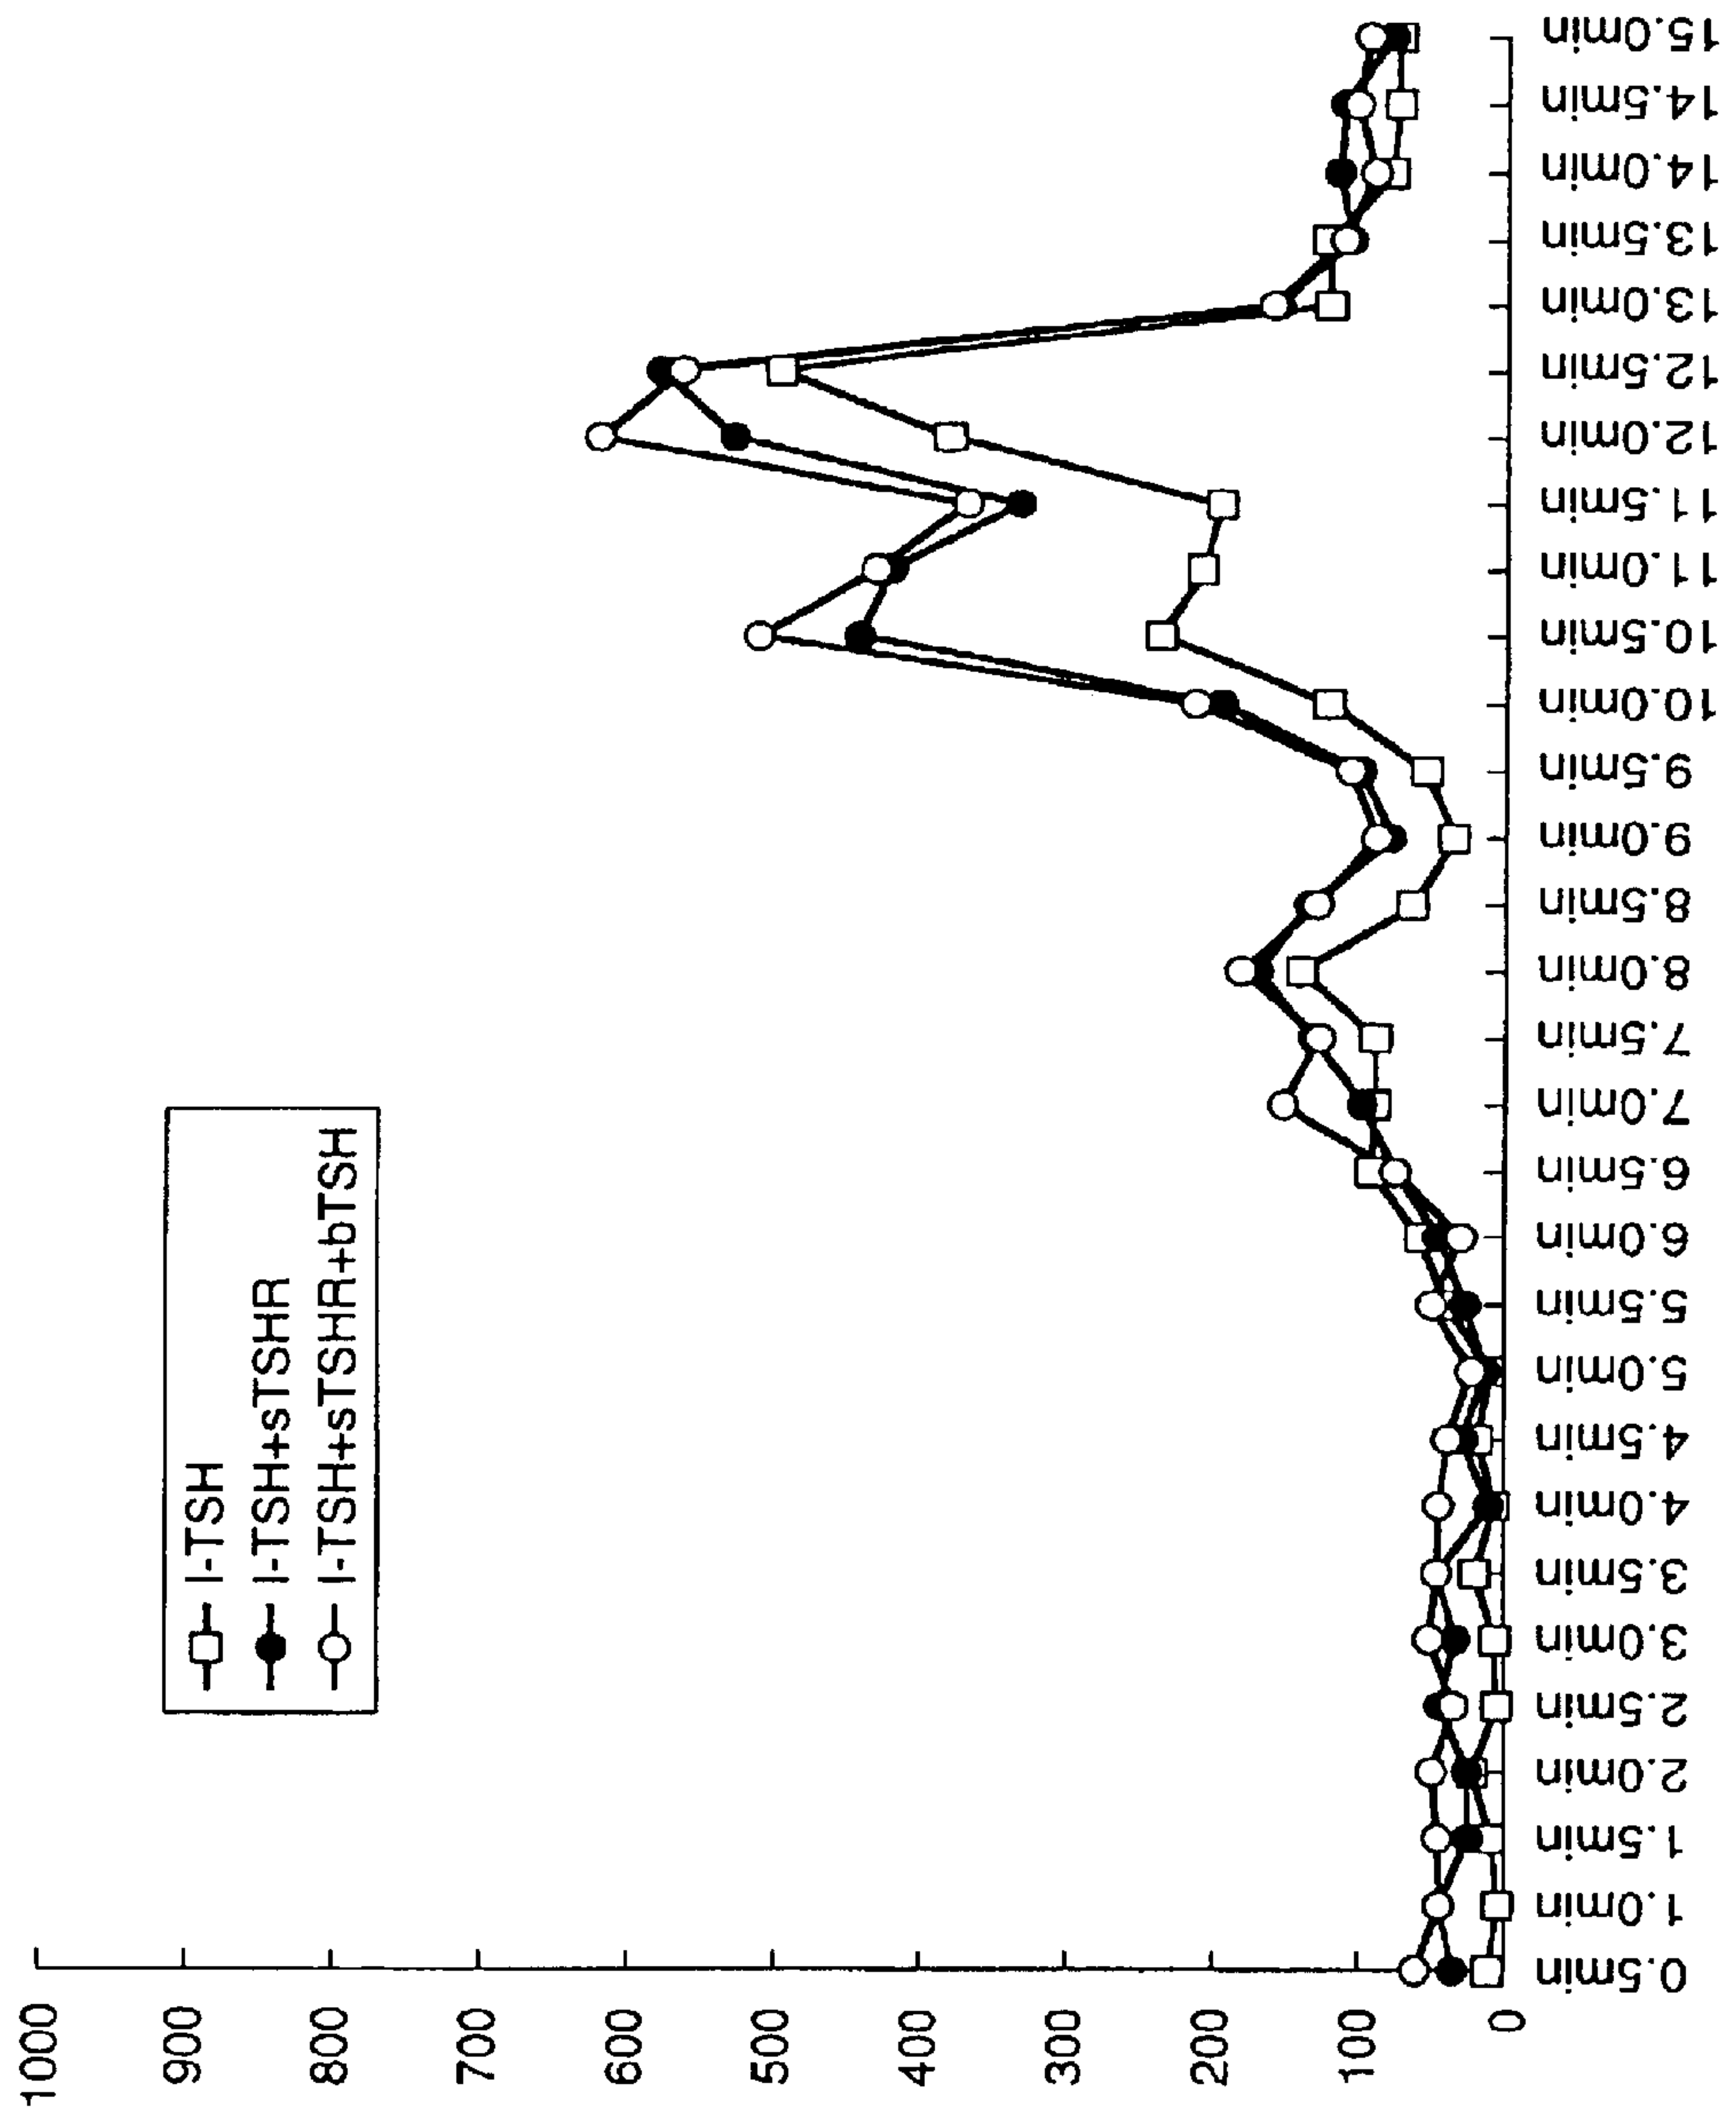 1000
900
800
700
600
500
400
300
200
100
0
I-TSH
I-TSH+sTSHR
I-TSH+sTSHR+bTSH
0.5min
1.0min
1.5min
2.0min
2.5min
3.0min
3.5min
4.0min
4.5min
5.0min
5.5min
6.0min
6.5min
7.0min
7.5min
8.0min
8.5min
9.0min
9.5min
10.0min
10.5min
11.0min
11.5min
12.0min
12.5min
13.0min
13.5min
14.0min
14.5min
15.0min